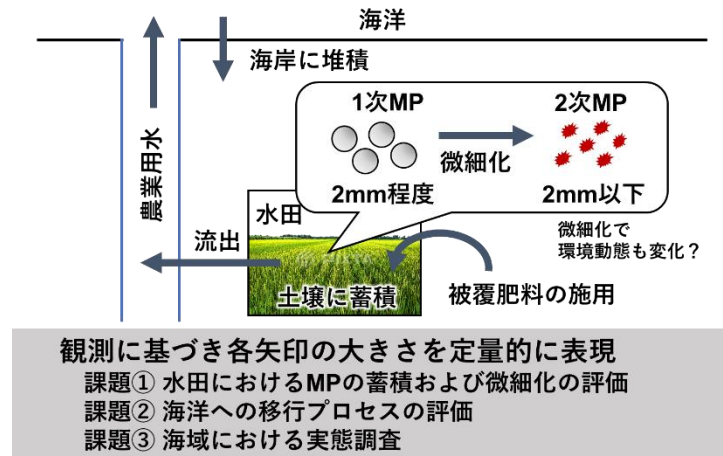 海洋
海岸に堆積
農業用水
1次MP
2次MP
微細化
2mm程度
2mm以下
微細化で
環境動態も変化？
水田
流出
土壌に蓄積
被覆肥料の施用
観測に基づき各矢印の大きさを定量的に表現
課題① 水田におけるMPの蓄積および微細化の評価
課題② 海洋への移行プロセスの評価
課題③ 海域における実態調査